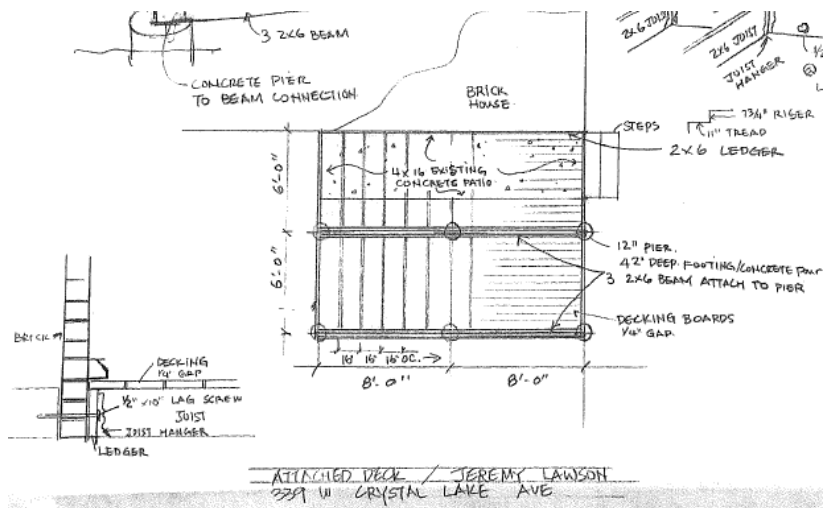 3 2X6 BEAM
CONCRETE PIER
TO BEAM CONNECTION
BRICK
HOUSE
2X6 JOIST
2X6 JOIST
JOIST
HANGER
7 3/4" RISER
11" TREAD
STEPS
2X6 LEDGER
6'-0"
4X16 EXISTING
CONCRETE PATIO
6'-0"
12" PIER.
42" DEEP FOOTING/CONCRETE POUR
3 2X6 BEAM ATTACH TO PIER
DECKING BOARDS
1/4" GAP.
16" 16" 16" OC.
8'-0" 8'-0"
BRICK
DECKING
1/4" GAP
1/2" X10" LAG SCREW
JOIST
JOIST HANGER
LEDGER
ATTACHED DECK / JEREMY LAWSON
339 W CRYSTAL LAKE AVE